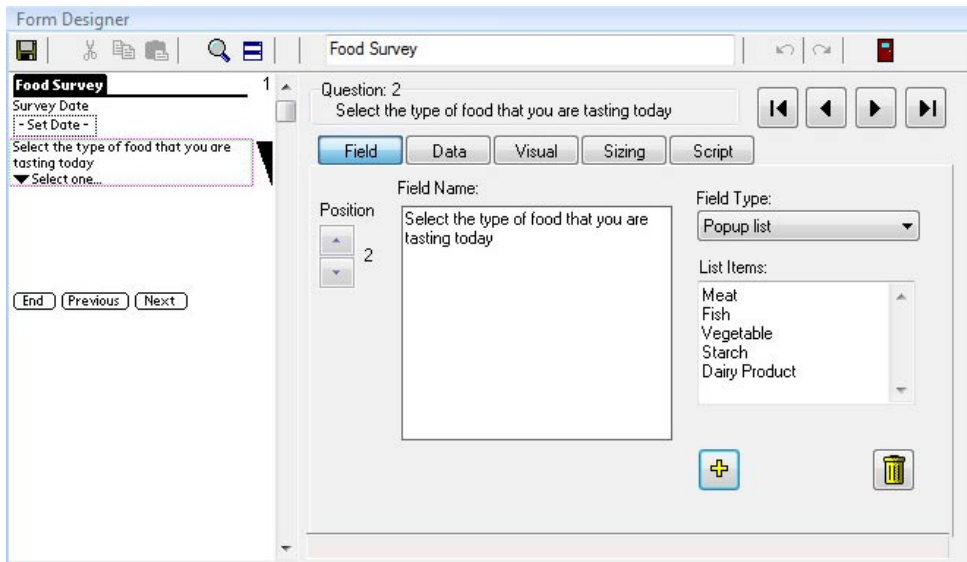 Form Designer
Food Survey
Food Survey 1
Survey Date
- Set Date -
Select the type of food that you are
tasting today
Select one...
End Previous Next
Question: 2
Select the type of food that you are tasting today
Field Data Visual Sizing Script
Position
2
Field Name:
Select the type of food that you are
tasting today
Field Type:
Popup list
List Items:
Meat
Fish
Vegetable
Starch
Dairy Product